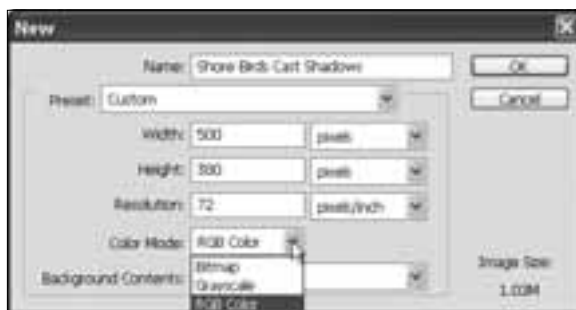 New
Name: Shore Birds Cast Shadows
OK
Preset: Custom
Cancel
Width: 500 pixels
Height: 380 pixels
Resolution: 72 pixels/inch
Color Mode: RGB Color
Bitmap
Background Contents:
Grayscale
RGB Color
Image Size:
1.03M